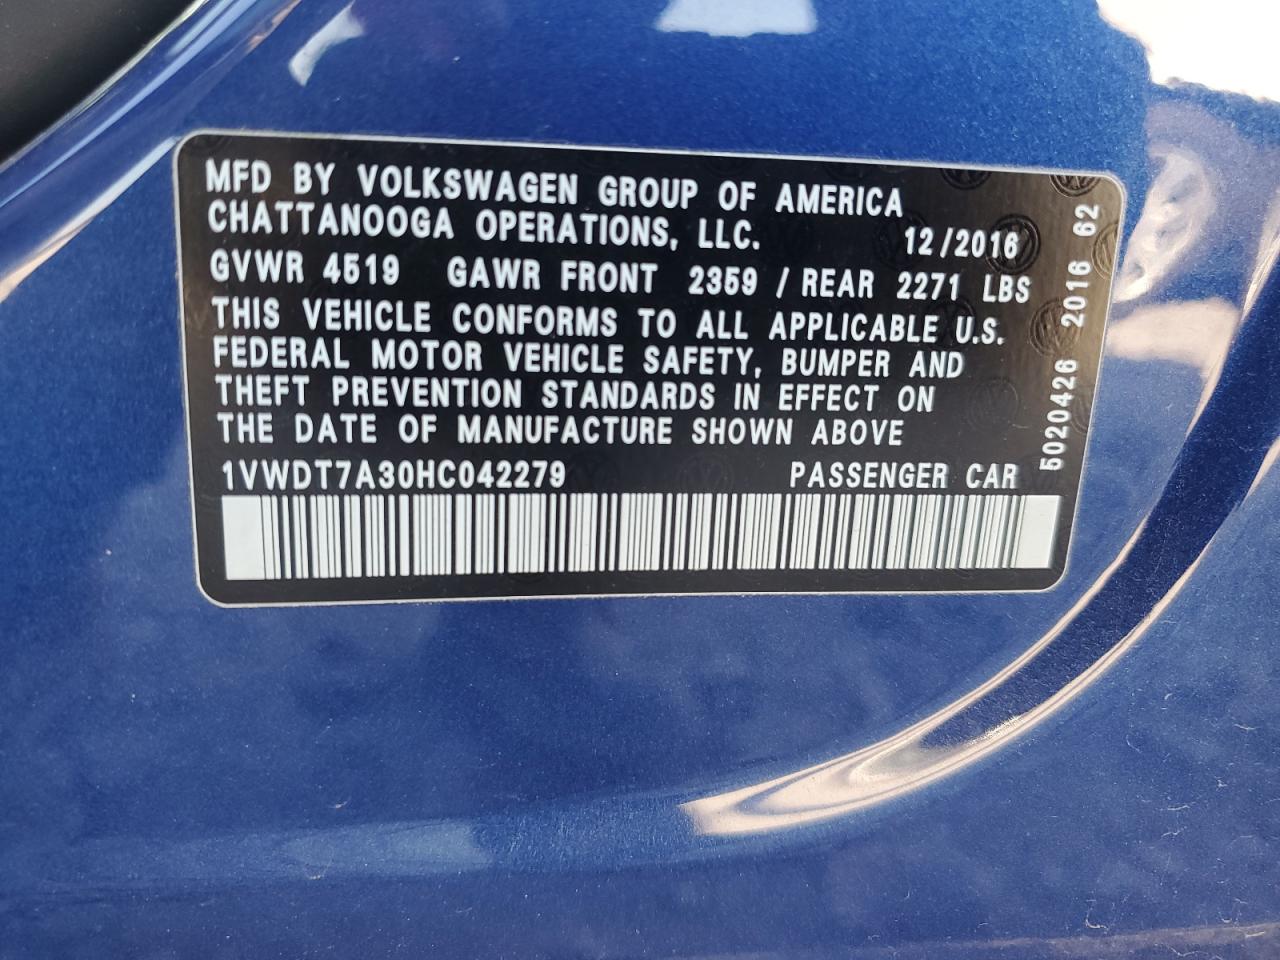 MFD BY VOLKSWAGEN GROUP OF AMERICA
CHATTANOOGA OPERATIONS, LLC. 12/2016
GVWR 4519 GAWR FRONT 2359 / REAR 2271 LBS
THIS VEHICLE CONFORMS TO ALL APPLICABLE U.S.
FEDERAL MOTOR VEHICLE SAFETY, BUMPER AND
THEFT PREVENTION STANDARDS IN EFFECT ON
THE DATE OF MANUFACTURE SHOWN ABOVE
1VWDT7A30HC042279 PASSENGER CAR
5020426 2016 62